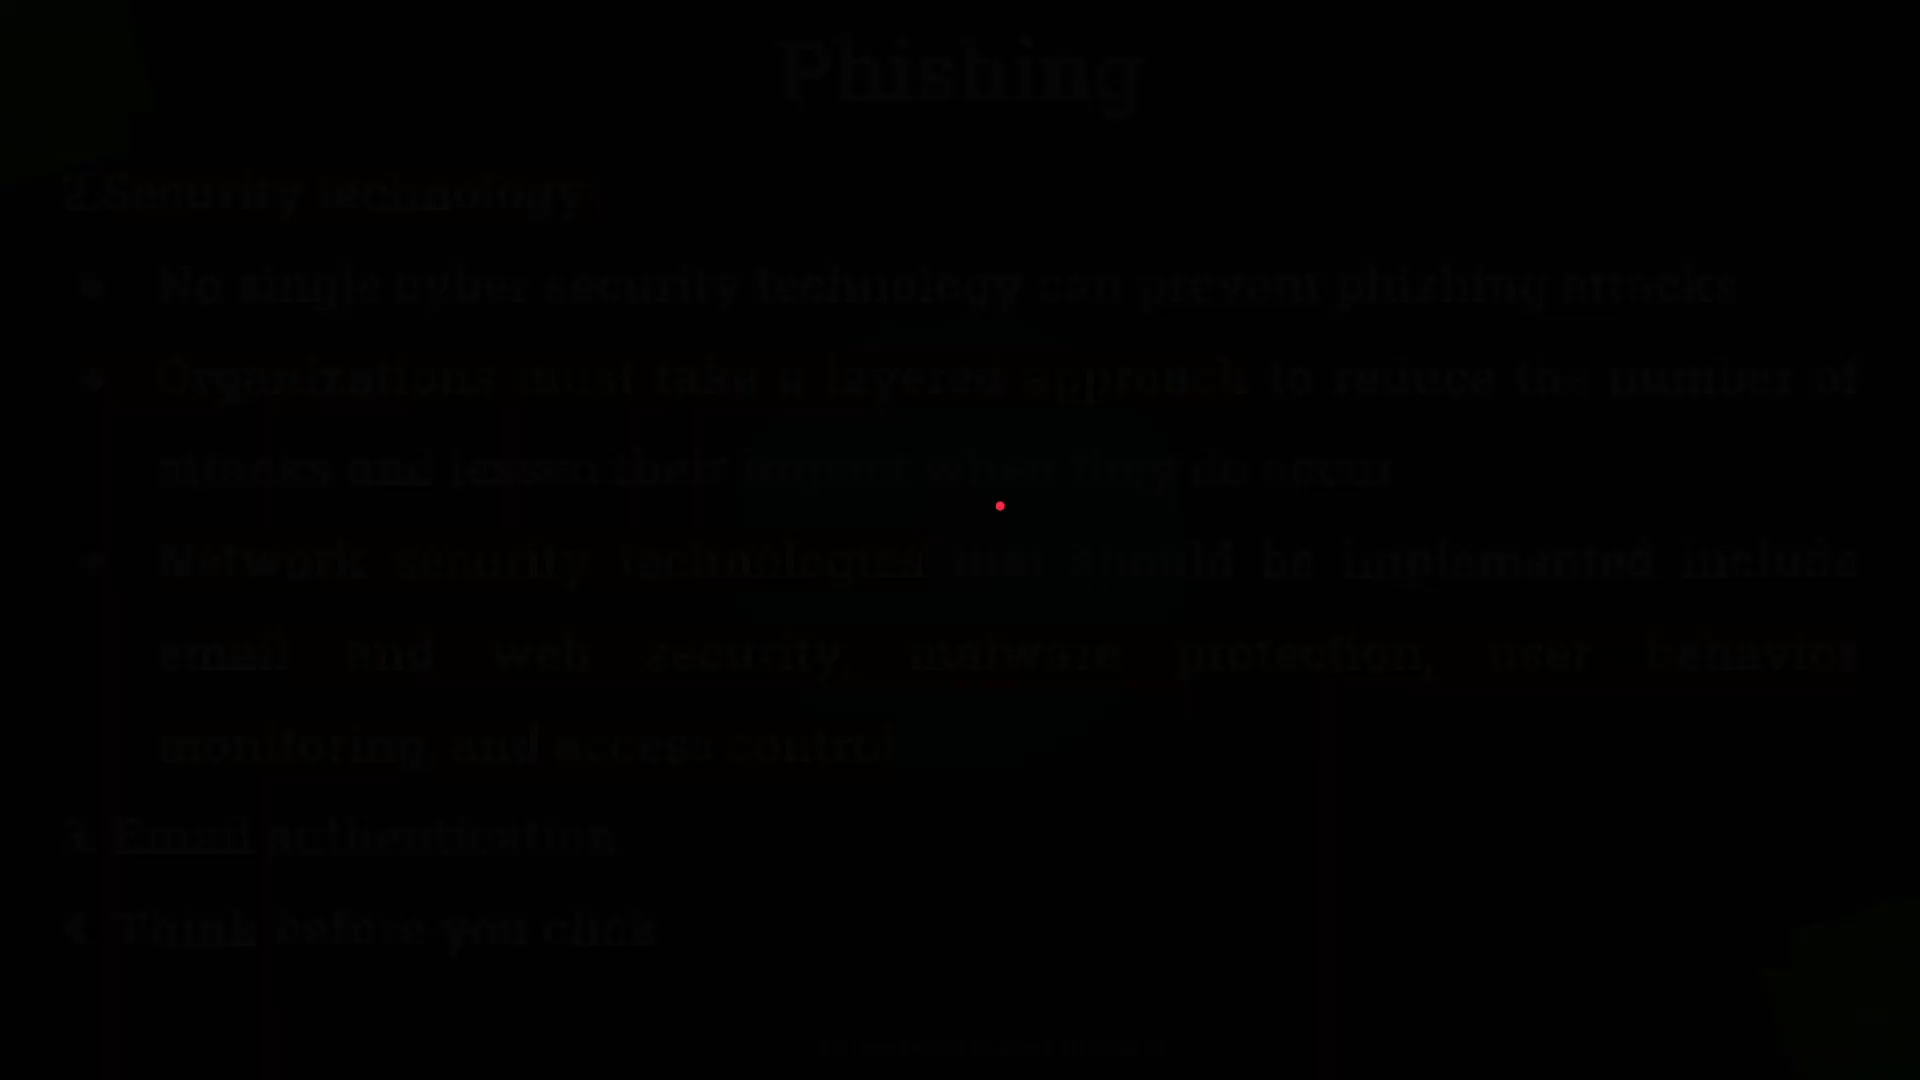 Phishing
2.Security technology:
No single cyber security technology can prevent phishing attacks
Organizations must take a layered approach to reduce the number of
attacks and lessen their impact when they do occur
Network security technologies that should be implemented include
email and web security, malware protection, user behavior
monitoring, and access control
3. Email authentication
4. Think before you click